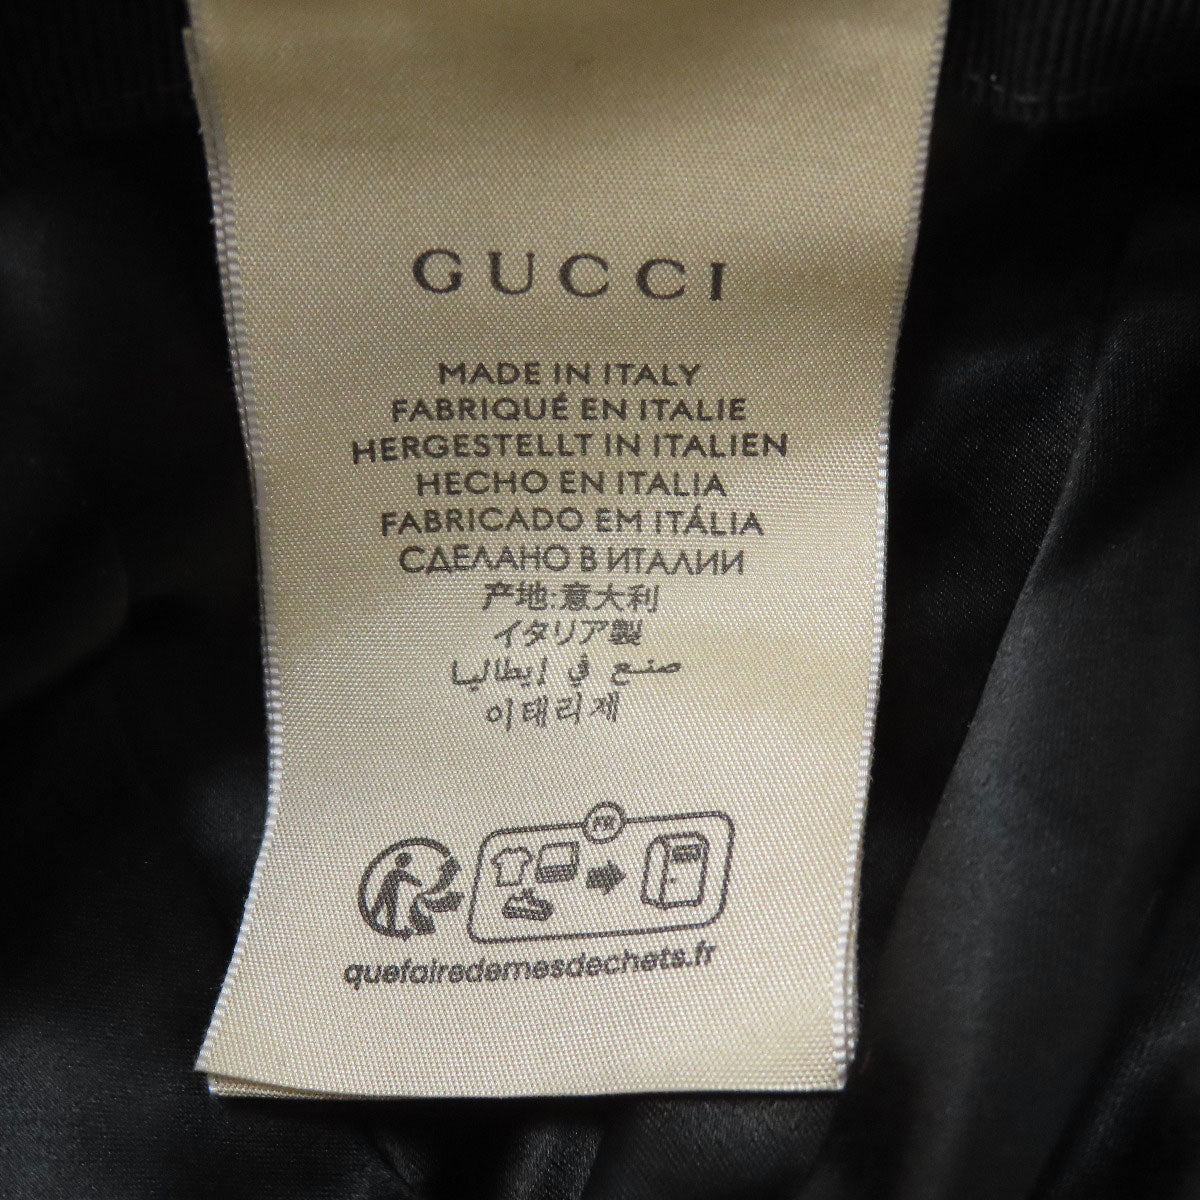 GUCCI
MADE IN ITALY
FABRIQUÉ EN ITALIE
HERGESTELLT IN ITALIEN
HECHO EN ITALIA
FABRICADO EM ITÁLIA
СДЕЛАНО В ИТАЛИИ
产地:意大利
イタリア製
صنع في إيطاليا
이태리제
FR
quefairedemesdechets.fr